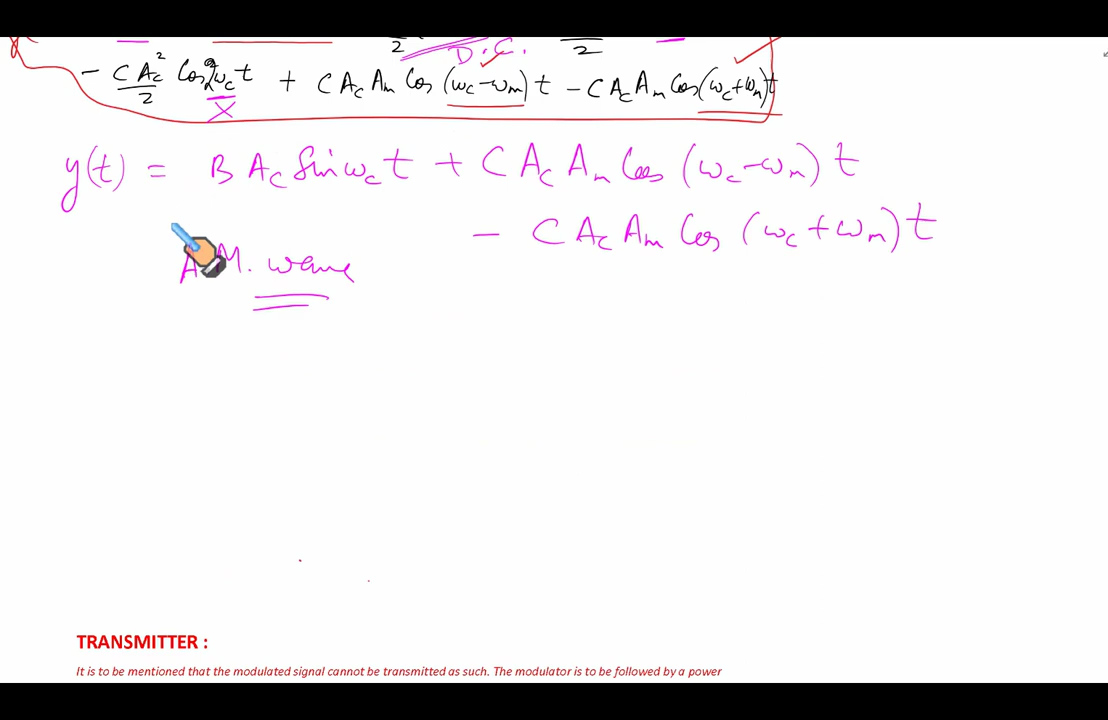 2 D.C. 2
- C Ac²/2 Cos 2ωc t + C Ac Am Cos (ωc-ωm) t - C Ac Am Cos (ωc+ωm)t
X
y(t) = B Ac Sin ωc t + C Ac Am Cos (ωc-ωm) t
- C Ac Am Cos (ωc+ωm) t
A.M. wave
TRANSMITTER :
It is to be mentioned that the modulated signal cannot be transmitted as such. The modulator is to be followed by a power